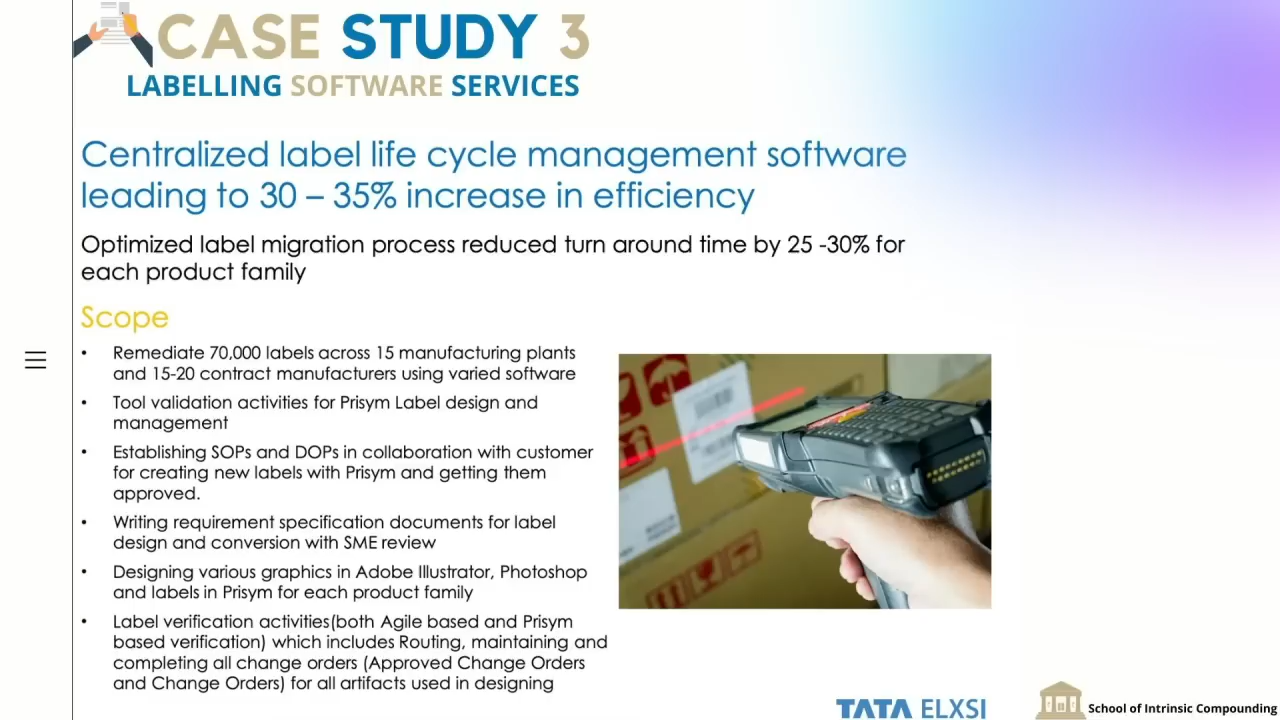 CASE STUDY 3
LABELLING SOFTWARE SERVICES
Centralized label life cycle management software
leading to 30 – 35% increase in efficiency
Optimized label migration process reduced turn around time by 25 -30% for
each product family
Scope
• Remediate 70,000 labels across 15 manufacturing plants
and 15-20 contract manufacturers using varied software
• Tool validation activities for Prisym Label design and
management
• Establishing SOPs and DOPs in collaboration with customer
for creating new labels with Prisym and getting them
approved.
• Writing requirement specification documents for label
design and conversion with SME review
• Designing various graphics in Adobe Illustrator, Photoshop
and labels in Prisym for each product family
• Label verification activities(both Agile based and Prisym
based verification) which includes Routing, maintaining and
completing all change orders (Approved Change Orders
and Change Orders) for all artifacts used in designing
TATA ELXSI
School of Intrinsic Compounding